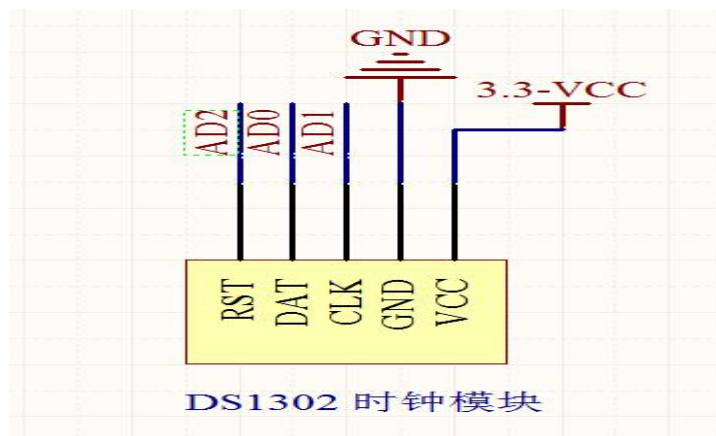 GND
3.3-VCC
AD2
AD0
AD1
RST
DAT
CLK
GND
VCC
DS1302 时钟模块